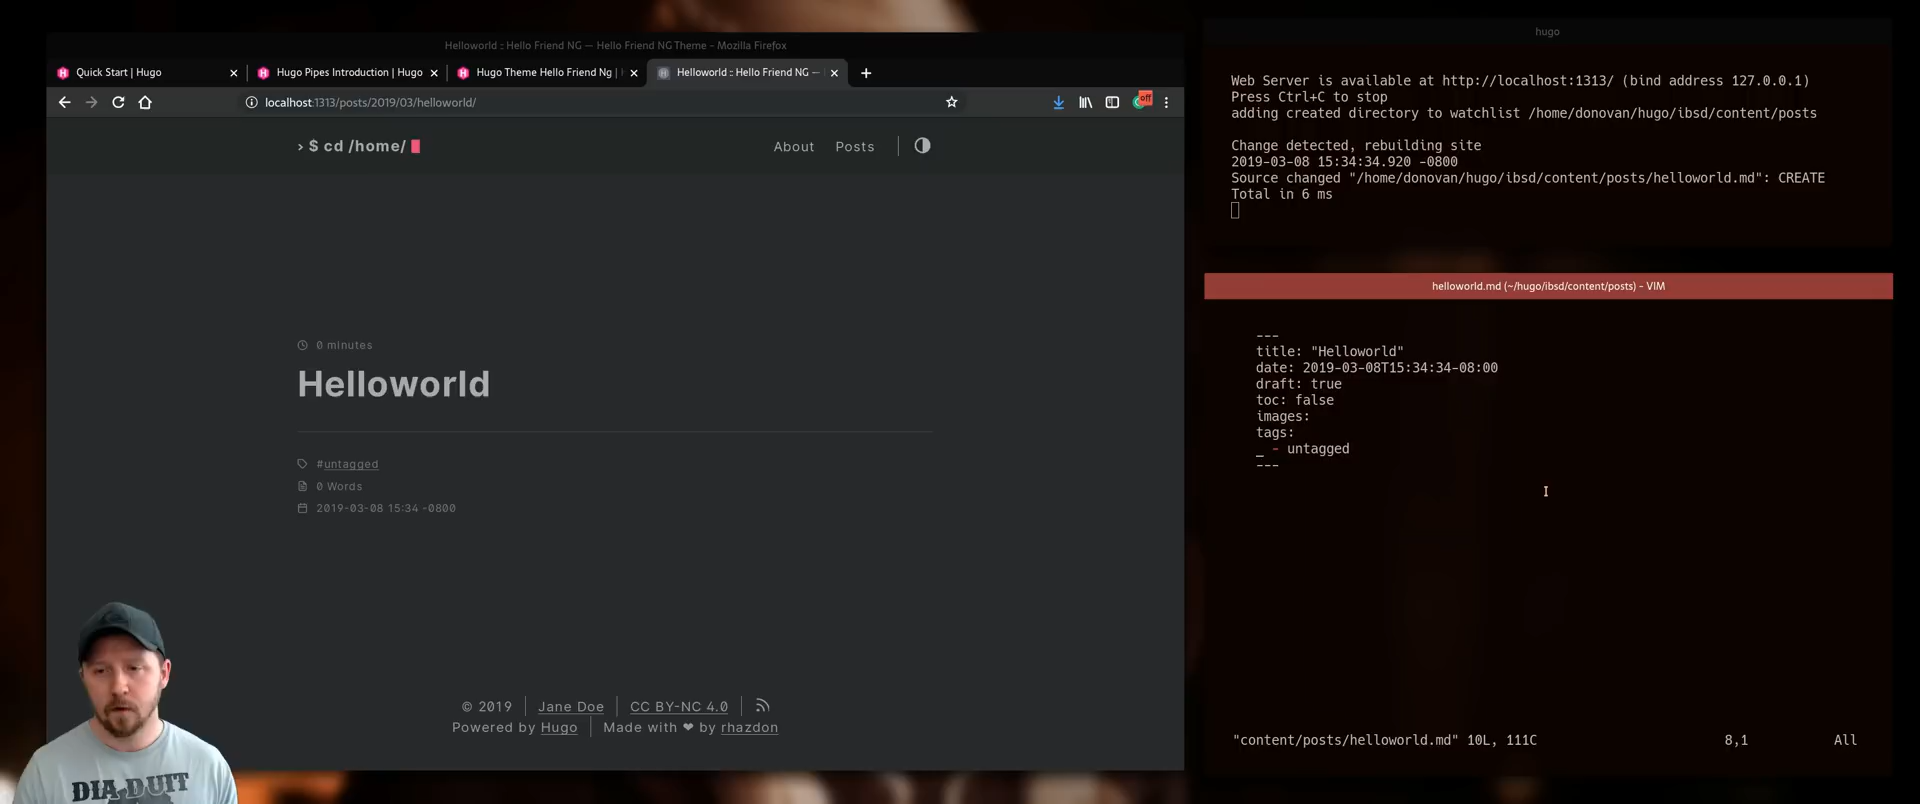 Helloworld :: Hello Friend NG — Hello Friend NG Theme - Mozilla Firefox
Quick Start | Hugo
Hugo Pipes Introduction | Hugo
Hugo Theme Hello Friend Ng |
Helloworld :: Hello Friend NG —
localhost:1313/posts/2019/03/helloworld/
off
› $ cd /home/
About
Posts
0 minutes
Helloworld
#untagged
0 Words
2019-03-08 15:34 -0800
© 2019 | Jane Doe | CC BY-NC 4.0
Powered by Hugo | Made with ❤ by rhazdon
DIA DUIT
hugo
Web Server is available at http://localhost:1313/ (bind address 127.0.0.1)
Press Ctrl+C to stop
adding created directory to watchlist /home/donovan/hugo/ibsd/content/posts
Change detected, rebuilding site
2019-03-08 15:34:34.920 -0800
Source changed "/home/donovan/hugo/ibsd/content/posts/helloworld.md": CREATE
Total in 6 ms
helloworld.md (~/hugo/ibsd/content/posts) - VIM
---
title: "Helloworld"
date: 2019-03-08T15:34:34-08:00
draft: true
toc: false
images:
tags:
_ - untagged
---
"content/posts/helloworld.md" 10L, 111C
8,1
All